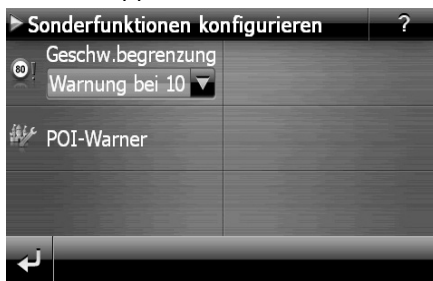 Sonderfunktionen konfigurieren ?
Geschw.begrenzung
80
Warnung bei 10
POI-Warner